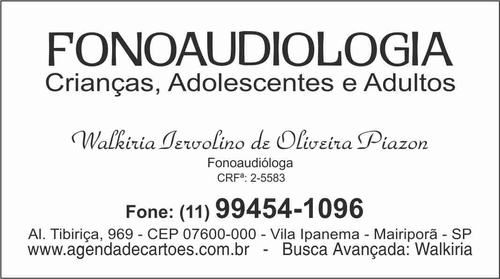 FONOAUDIOLOGIA
Crianças, Adolescentes e Adultos
Walkiria Iervolino de Oliveira Piazon
Fonoaudióloga
CRFª: 2-5583
Fone: (11) 99454-1096
Al. Tibiriça, 969 - CEP 07600-000 - Vila Ipanema - Mairiporã - SP
www.agendadecartoes.com.br - Busca Avançada: Walkiria